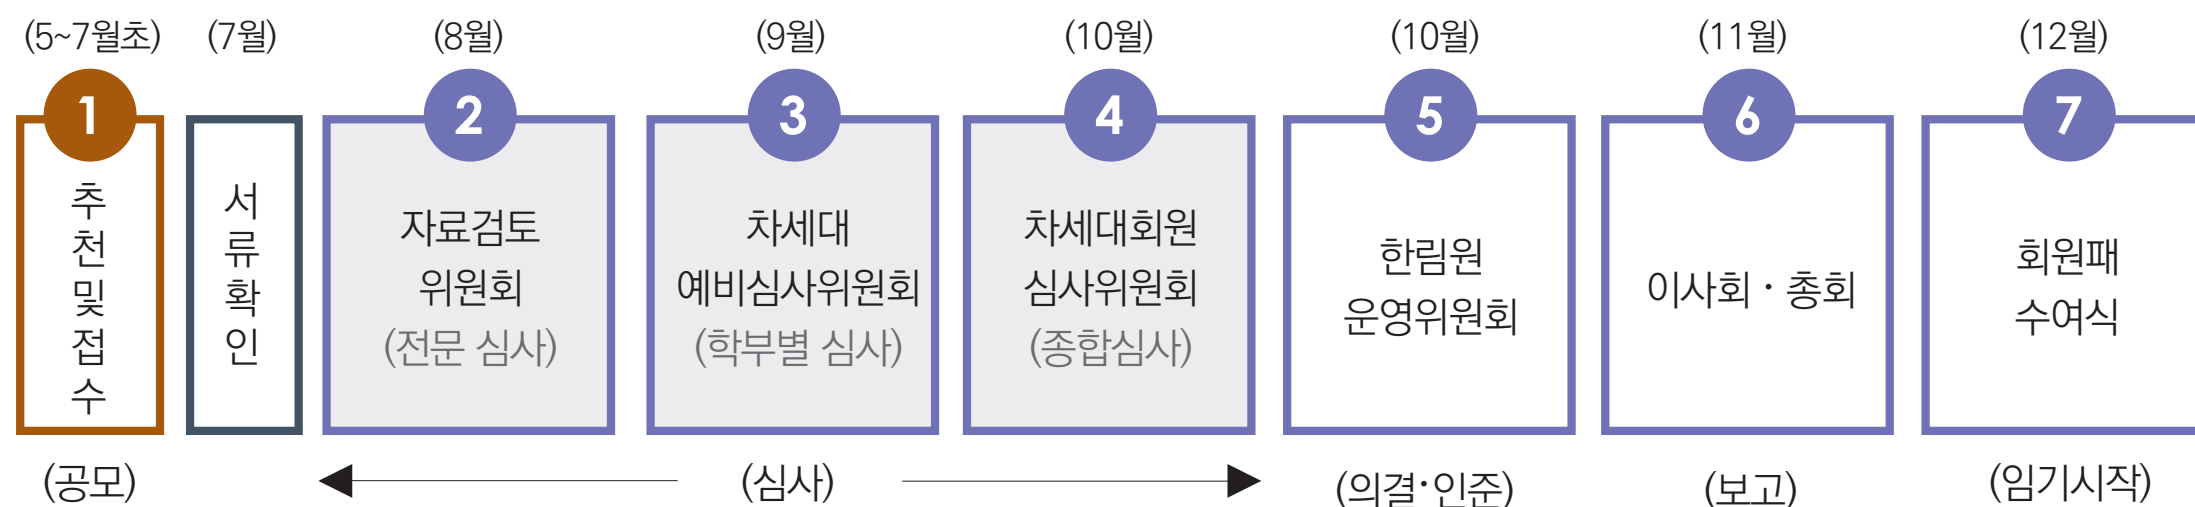 (5~7월초) (7월) (8월) (9월) (10월) (10월) (11월) (12월)
1 2 3 4 5 6 7
추천및접수
서류확인
자료검토
위원회
(전문 심사)
차세대
예비심사위원회
(학부별 심사)
차세대회원
심사위원회
(종합심사)
한림원
운영위원회
이사회 · 총회
회원패
수여식
(공모) (심사) (의결·인준) (보고) (임기시작)